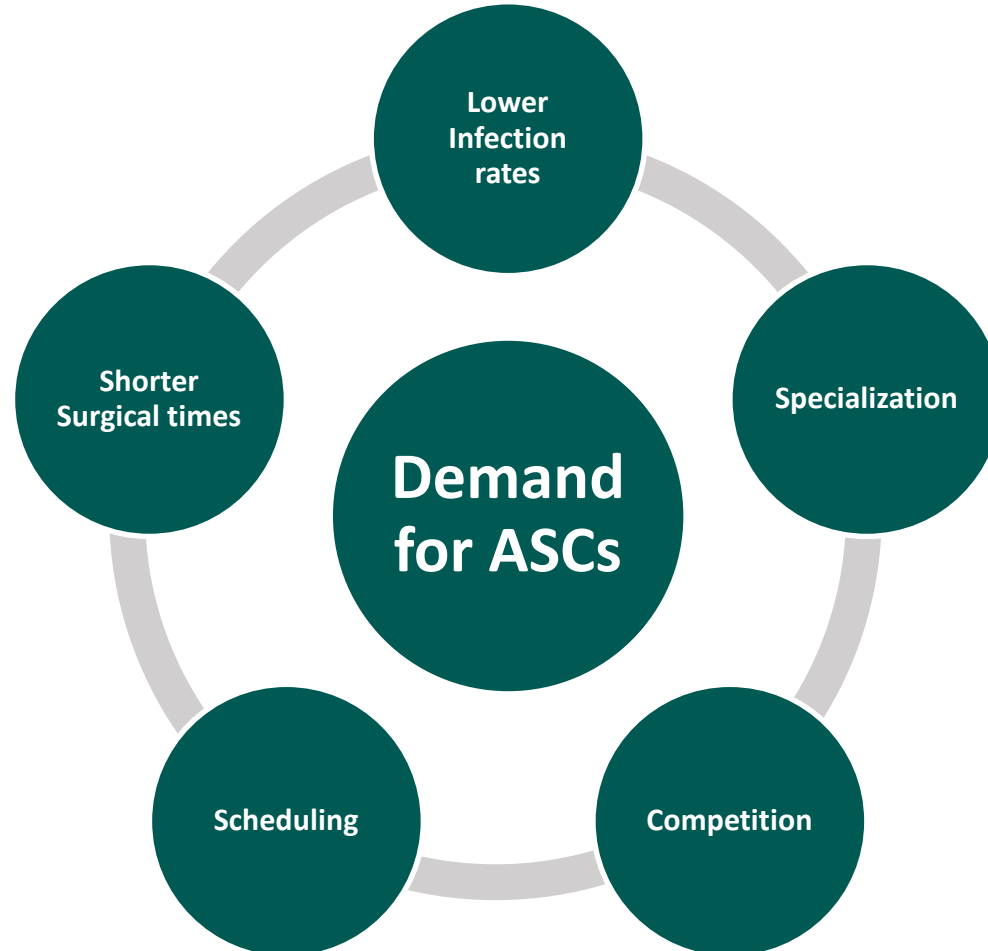 Lower
Infection
rates
Specialization
Competition
Scheduling
Shorter
Surgical times
Demand
for ASCs